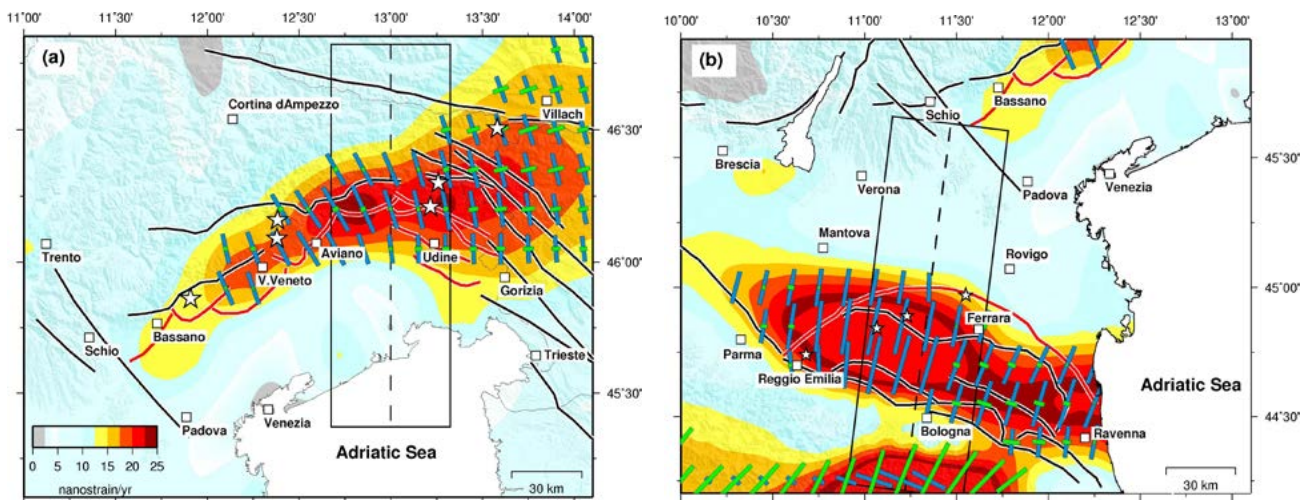 11°00' 11°30' 12°00' 12°30' 13°00' 13°30' 14°00'
(a)
Cortina dAmpezzo
Villach
46°30'
Trento
Aviano
Udine
46°00'
V.Veneto
Gorizia
Bassano
Schio
Trieste
45°30'
Padova
Venezia
Adriatic Sea
0 5 10 15 20 25
nanostrain/yr
30 km
10°00' 10°30' 11°00' 11°30' 12°00' 12°30' 13°00'
(b)
Bassano
Schio
45°30'
Brescia
Verona
Padova
Venezia
Mantova
Rovigo
45°00'
Ferrara
Parma
Reggio Emilia
Adriatic Sea
44°30'
Bologna
Ravenna
30 km